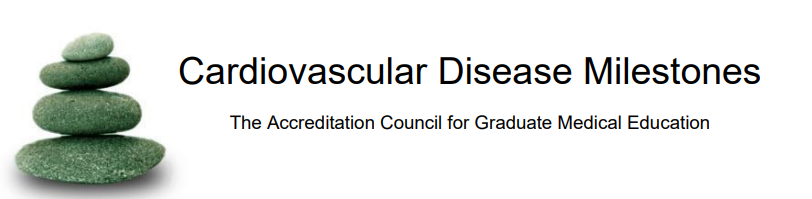 Cardiovascular Disease Milestones
The Accreditation Council for Graduate Medical Education